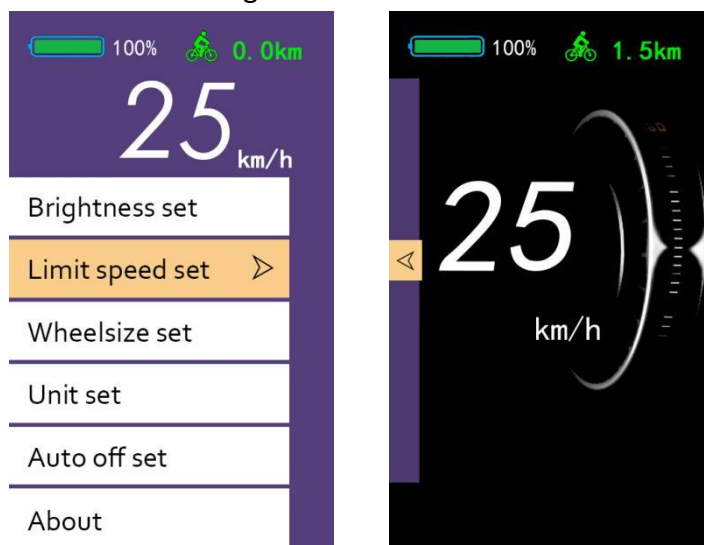 100% 0.0km
25 km/h
Brightness set
Limit speed set
Wheelsize set
Unit set
Auto off set
About
100% 1.5km
25
km/h